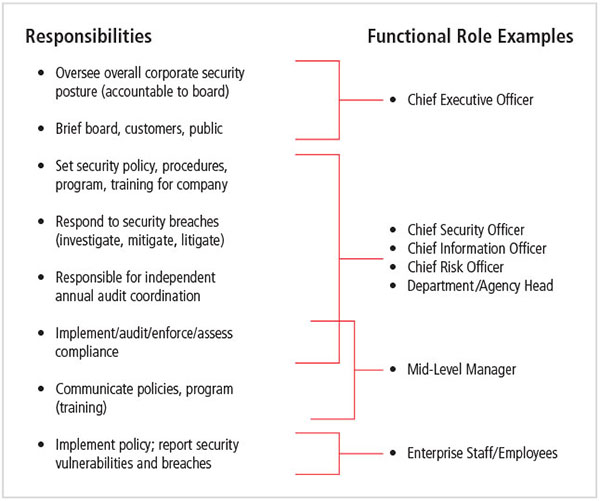 Responsibilities
• Oversee overall corporate security
posture (accountable to board)
• Brief board, customers, public
• Set security policy, procedures,
program, training for company
• Respond to security breaches
(investigate, mitigate, litigate)
• Responsible for independent
annual audit coordination
• Implement/audit/enforce/assess
compliance
• Communicate policies, program
(training)
• Implement policy; report security
vulnerabilities and breaches
Functional Role Examples
• Chief Executive Officer
• Chief Security Officer
• Chief Information Officer
• Chief Risk Officer
• Department/Agency Head
• Mid-Level Manager
• Enterprise Staff/Employees